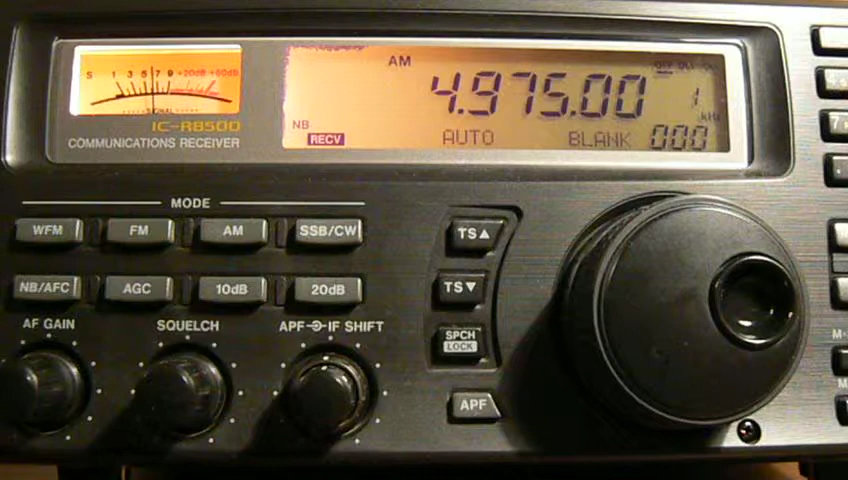 S 1 3 5 7 9 +20dB +60dB
SIGNAL
IC-R8500
COMMUNICATIONS RECEIVER
AM
4.975.00
1
kHz
NB
RECV
AUTO
BLANK 000
MODE
WFM
FM
AM
SSB/CW
NB/AFC
AGC
10dB
20dB
AF GAIN
SQUELCH
APF IF SHIFT
TS▲
TS▼
SPCH
LOCK
APF